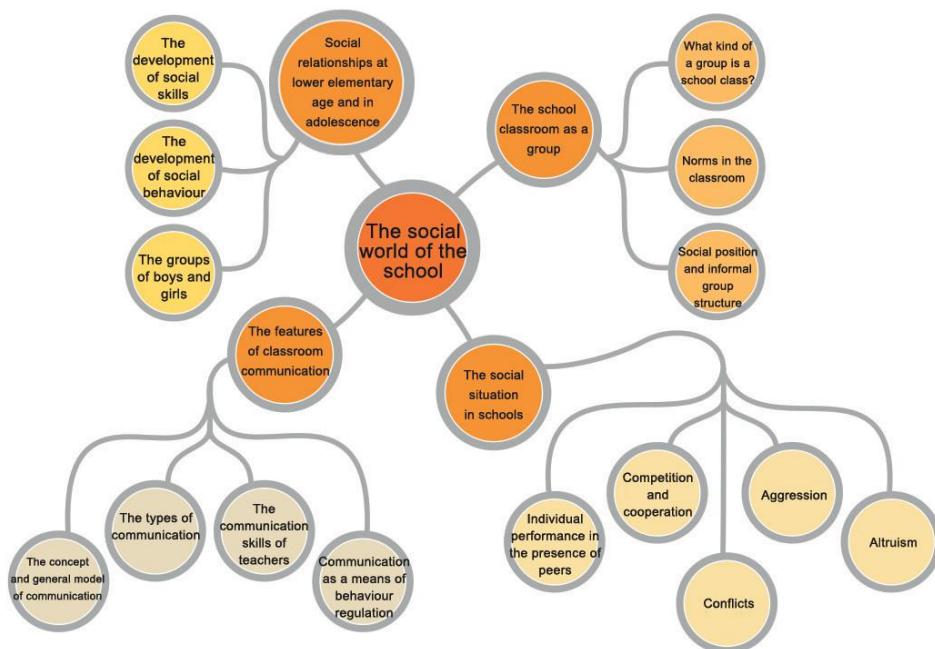 The
development
of social
skills
The
development
of social
behaviour
The groups
of boys and
girls
Social
relationships at
lower elementary
age and in
adolescence
The school
classroom as a
group
What kind of
a group is a
school class?
Norms in the
classroom
Social position
and informal
group
structure
The social
world of the
school
The features
of classroom
communication
The social
situation
in schools
The concept
and general model
of communication
The types of
communication
The
communication
skills of
teachers
Communication
as a means of
behaviour
regulation
Individual
performance in
in the presence of
peers
Competition
and
cooperation
Conflicts
Aggression
Altruism